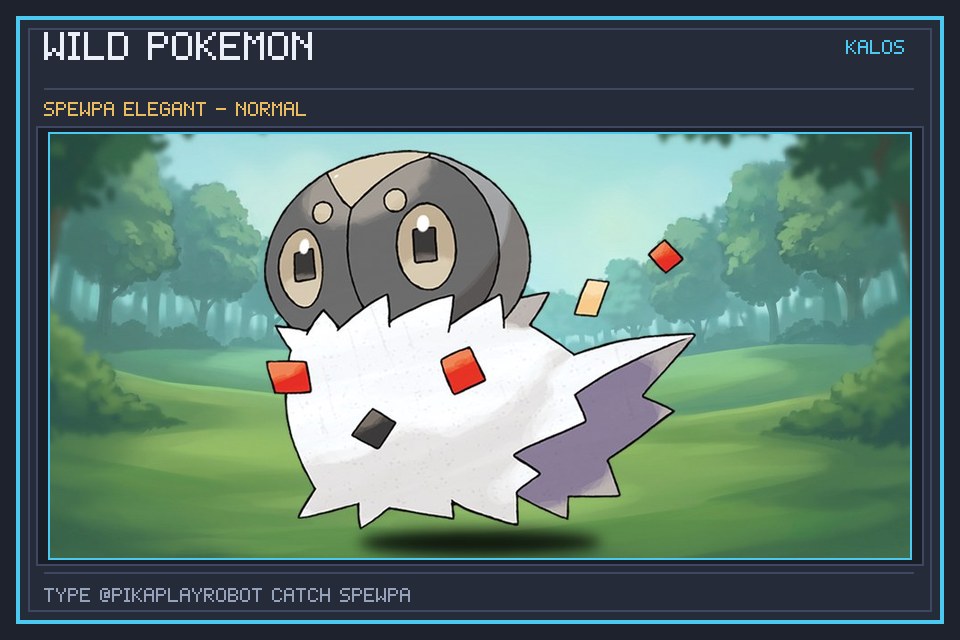 WILD POKEMON
KALOS
SPEWPA ELEGANT - NORMAL
TYPE @PIKAPLAYROBOT CATCH SPEWPA